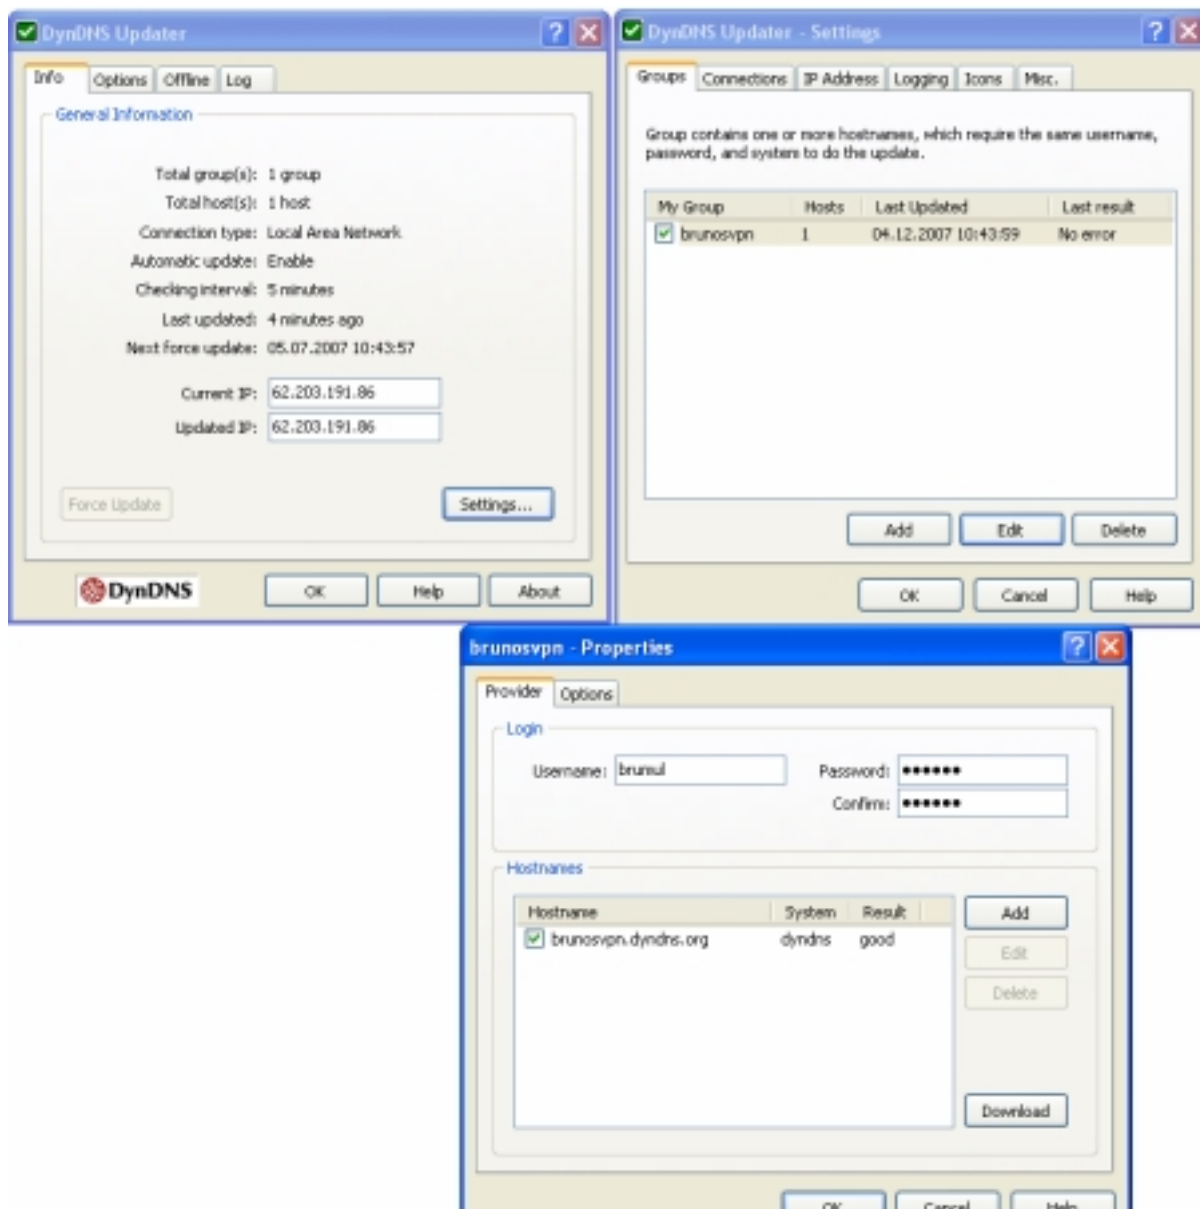 DynDNS Updater
Info Options Offline Log
General Information
Total group(s): 1 group
Total host(s): 1 host
Connection type: Local Area Network
Automatic update: Enable
Checking interval: 5 minutes
Last updated: 4 minutes ago
Next force update: 05.07.2007 10:43:57
Current IP: 62.203.191.86
Updated IP: 62.203.191.86
Force Update Settings...
DynDNS OK Help About
DynDNS Updater - Settings
Groups Connections IP Address Logging Icons Misc.
Group contains one or more hostnames, which require the same username,
password, and system to do the update.
My Group Hosts Last Updated Last result
brunosvpn 1 04.12.2007 10:43:59 No error
Add Edit Delete
OK Cancel Help
brunosvpn - Properties
Provider Options
Login
Username: brumul Password: ●●●●●●
Confirm: ●●●●●●
Hostnames
Hostname System Result
brunosvpn.dyndns.org dyndns good
Add
Edit
Delete
Download
OK Cancel Help